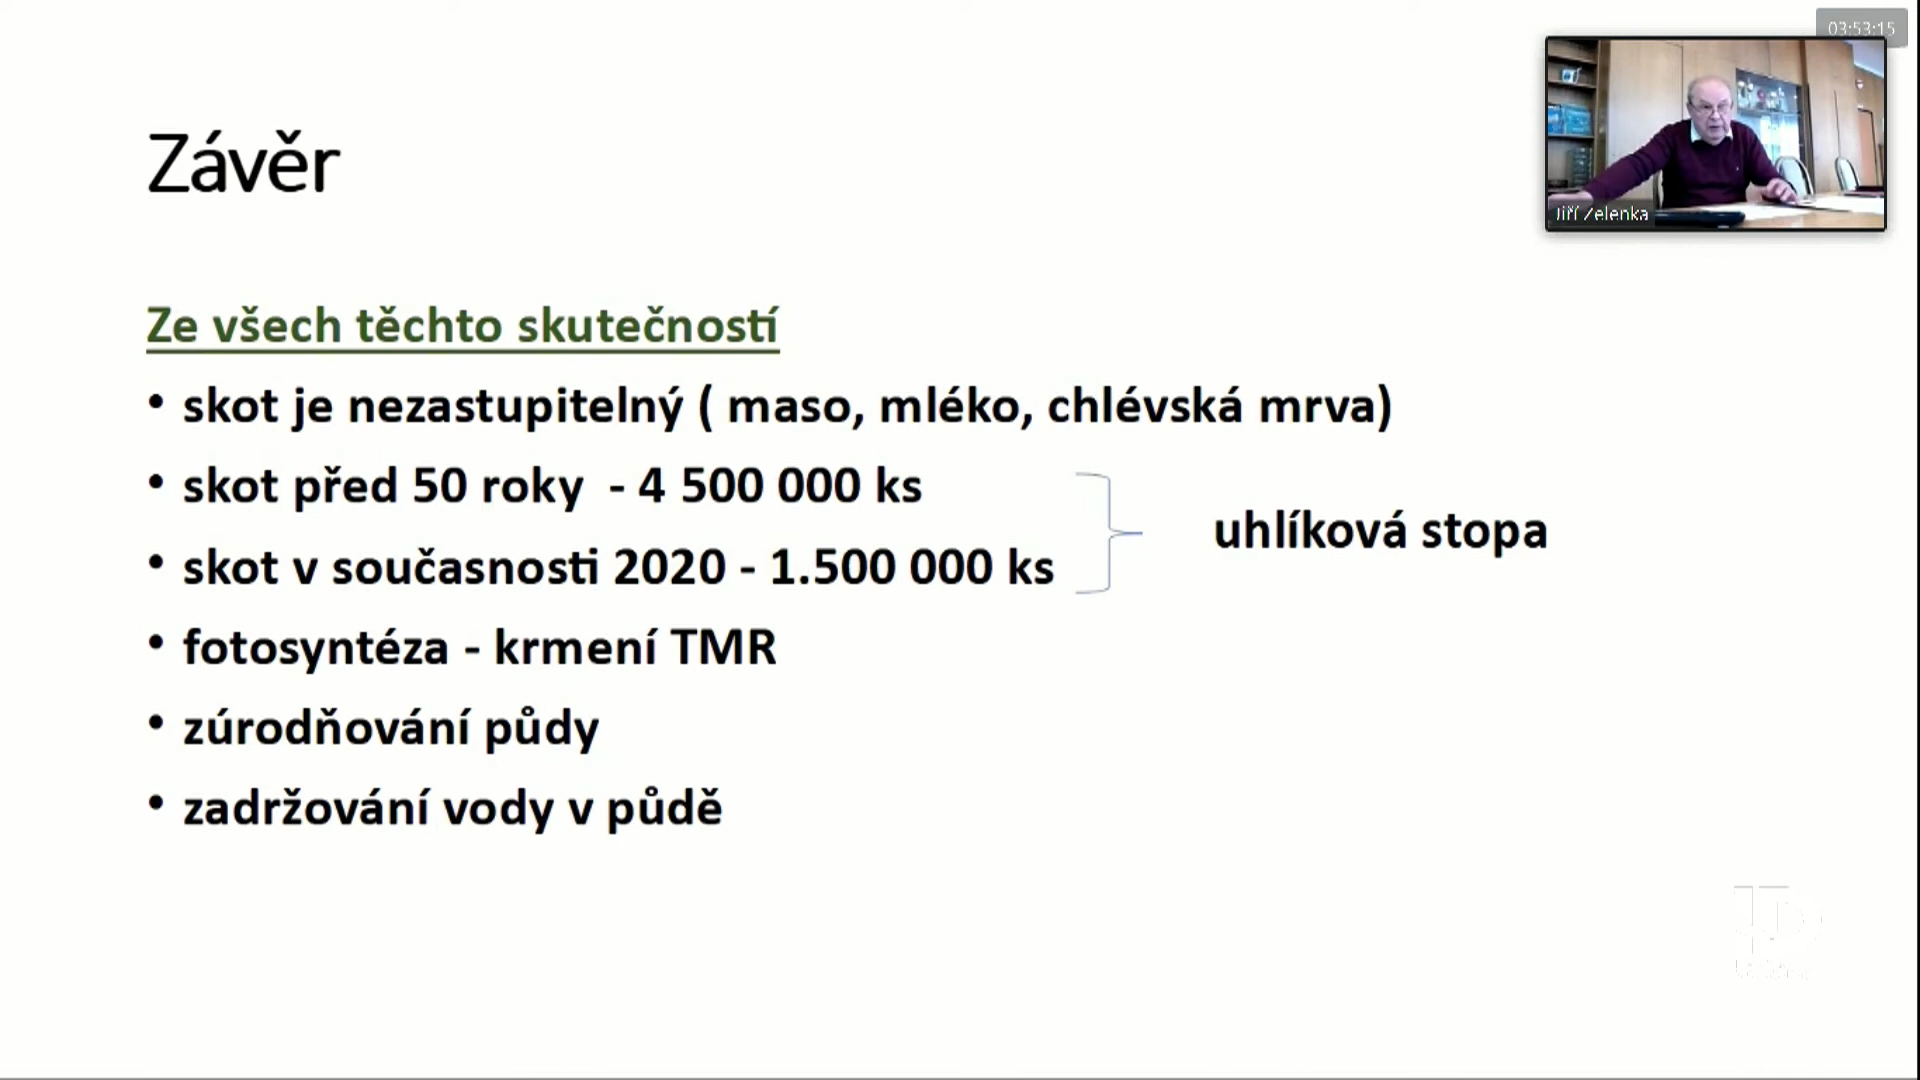 03:53:15
Jiří Zelenka
Závěr
Ze všech těchto skutečností
• skot je nezastupitelný ( maso, mléko, chlévská mrva)
• skot před 50 roky  - 4 500 000 ks
• skot v současnosti 2020 - 1.500 000 ks
uhlíková stopa
• fotosyntéza - krmení TMR
• zúrodňování půdy
• zadržování vody v půdě